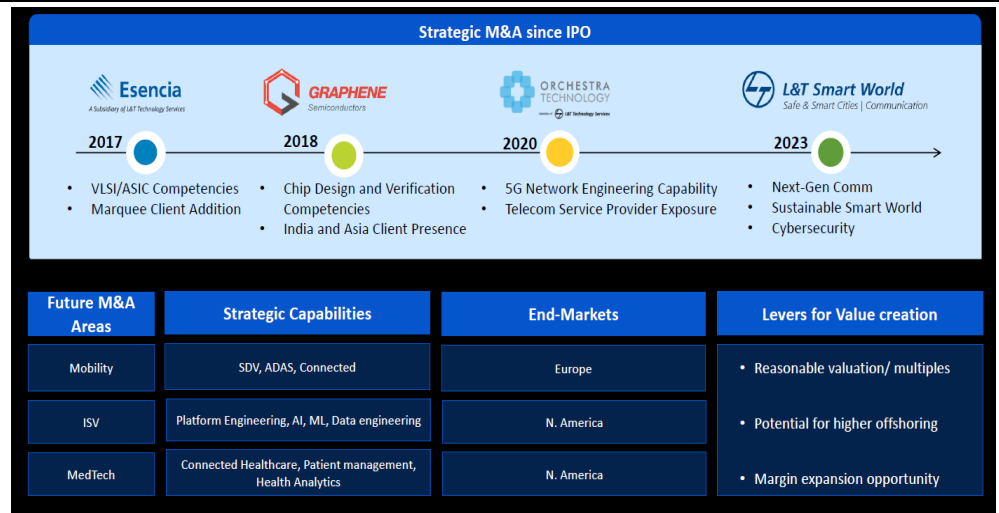 Strategic M&A since IPO
Esencia
A Subsidiary of L&T Technology Services
GRAPHENE
Semiconductors
ORCHESTRA
TECHNOLOGY
L&T Technology Services
L&T Smart World
Safe & Smart Cities | Communication
2017
2018
2020
2023
• VLSI/ASIC Competencies
• Marquee Client Addition
• Chip Design and Verification
Competencies
• India and Asia Client Presence
• 5G Network Engineering Capability
• Telecom Service Provider Exposure
• Next-Gen Comm
• Sustainable Smart World
• Cybersecurity
Future M&A
Areas
Strategic Capabilities
End-Markets
Levers for Value creation
Mobility
SDV, ADAS, Connected
Europe
ISV
Platform Engineering, AI, ML, Data engineering
N. America
MedTech
Connected Healthcare, Patient management,
Health Analytics
N. America
• Reasonable valuation/ multiples
• Potential for higher offshoring
• Margin expansion opportunity